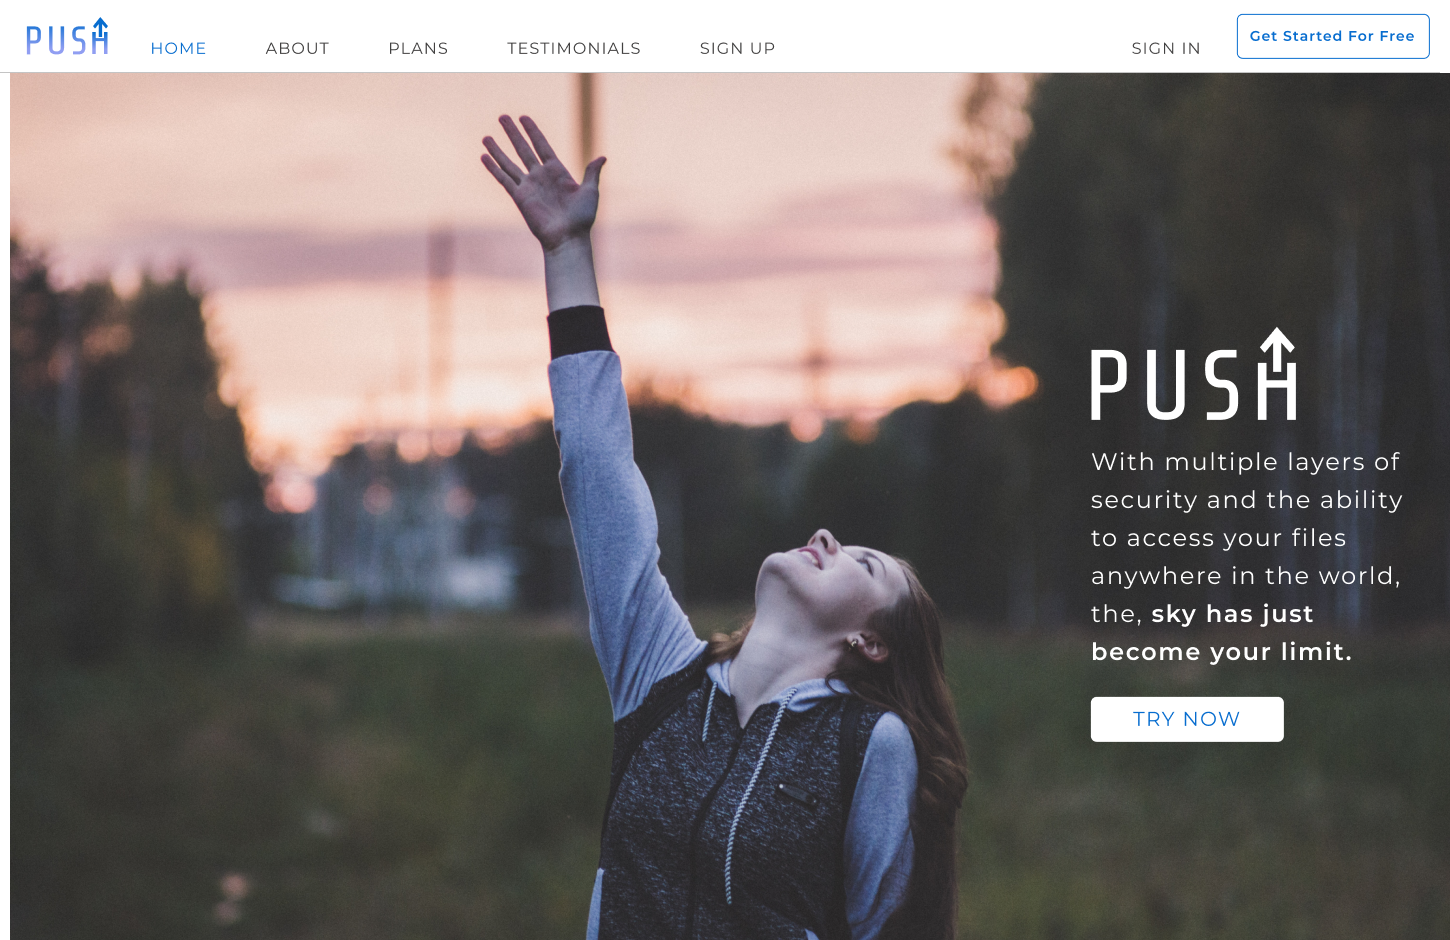 PUSH
HOME ABOUT PLANS TESTIMONIALS SIGN UP SIGN IN Get Started For Free
PUSH
With multiple layers of
security and the ability
to access your files
anywhere in the world,
the, sky has just
become your limit.
TRY NOW